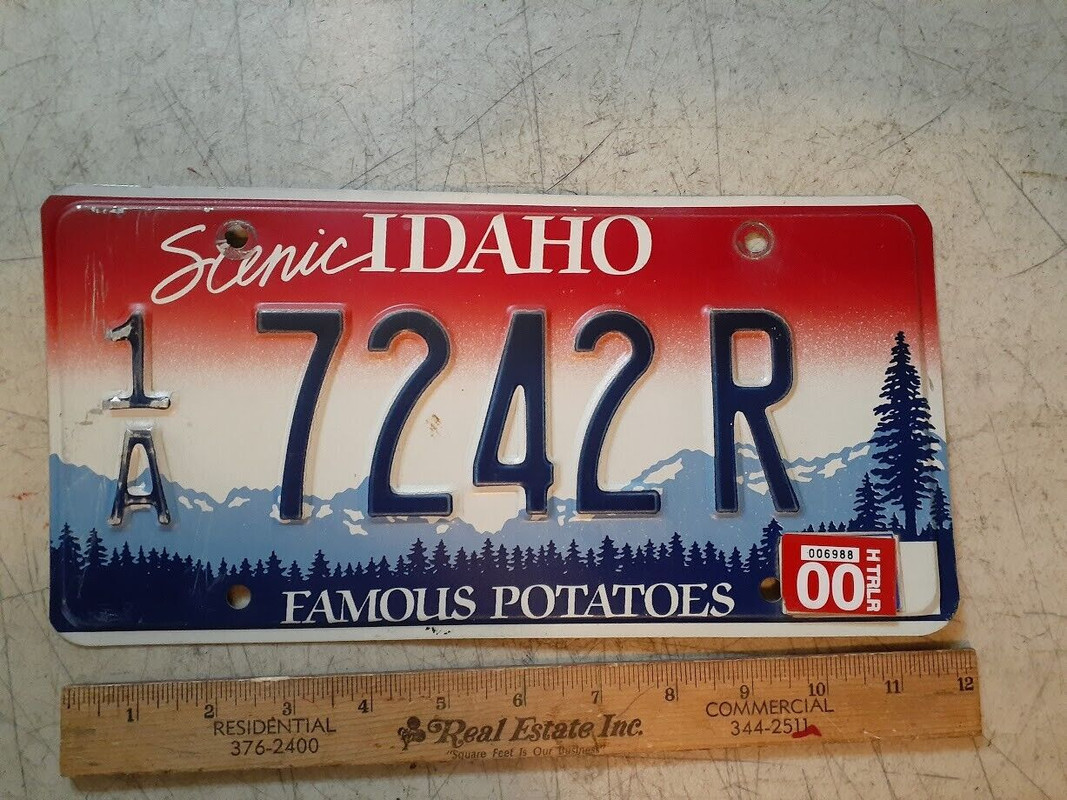 Scenic IDAHO
1
A
7242R
006988
00
H TRLR
FAMOUS POTATOES
1 2 3 4 5 6 7 8 9 10 11 12
RESIDENTIAL
376-2400
Real Estate Inc.
"Square Feet Is Our Business"
COMMERCIAL
344-2511